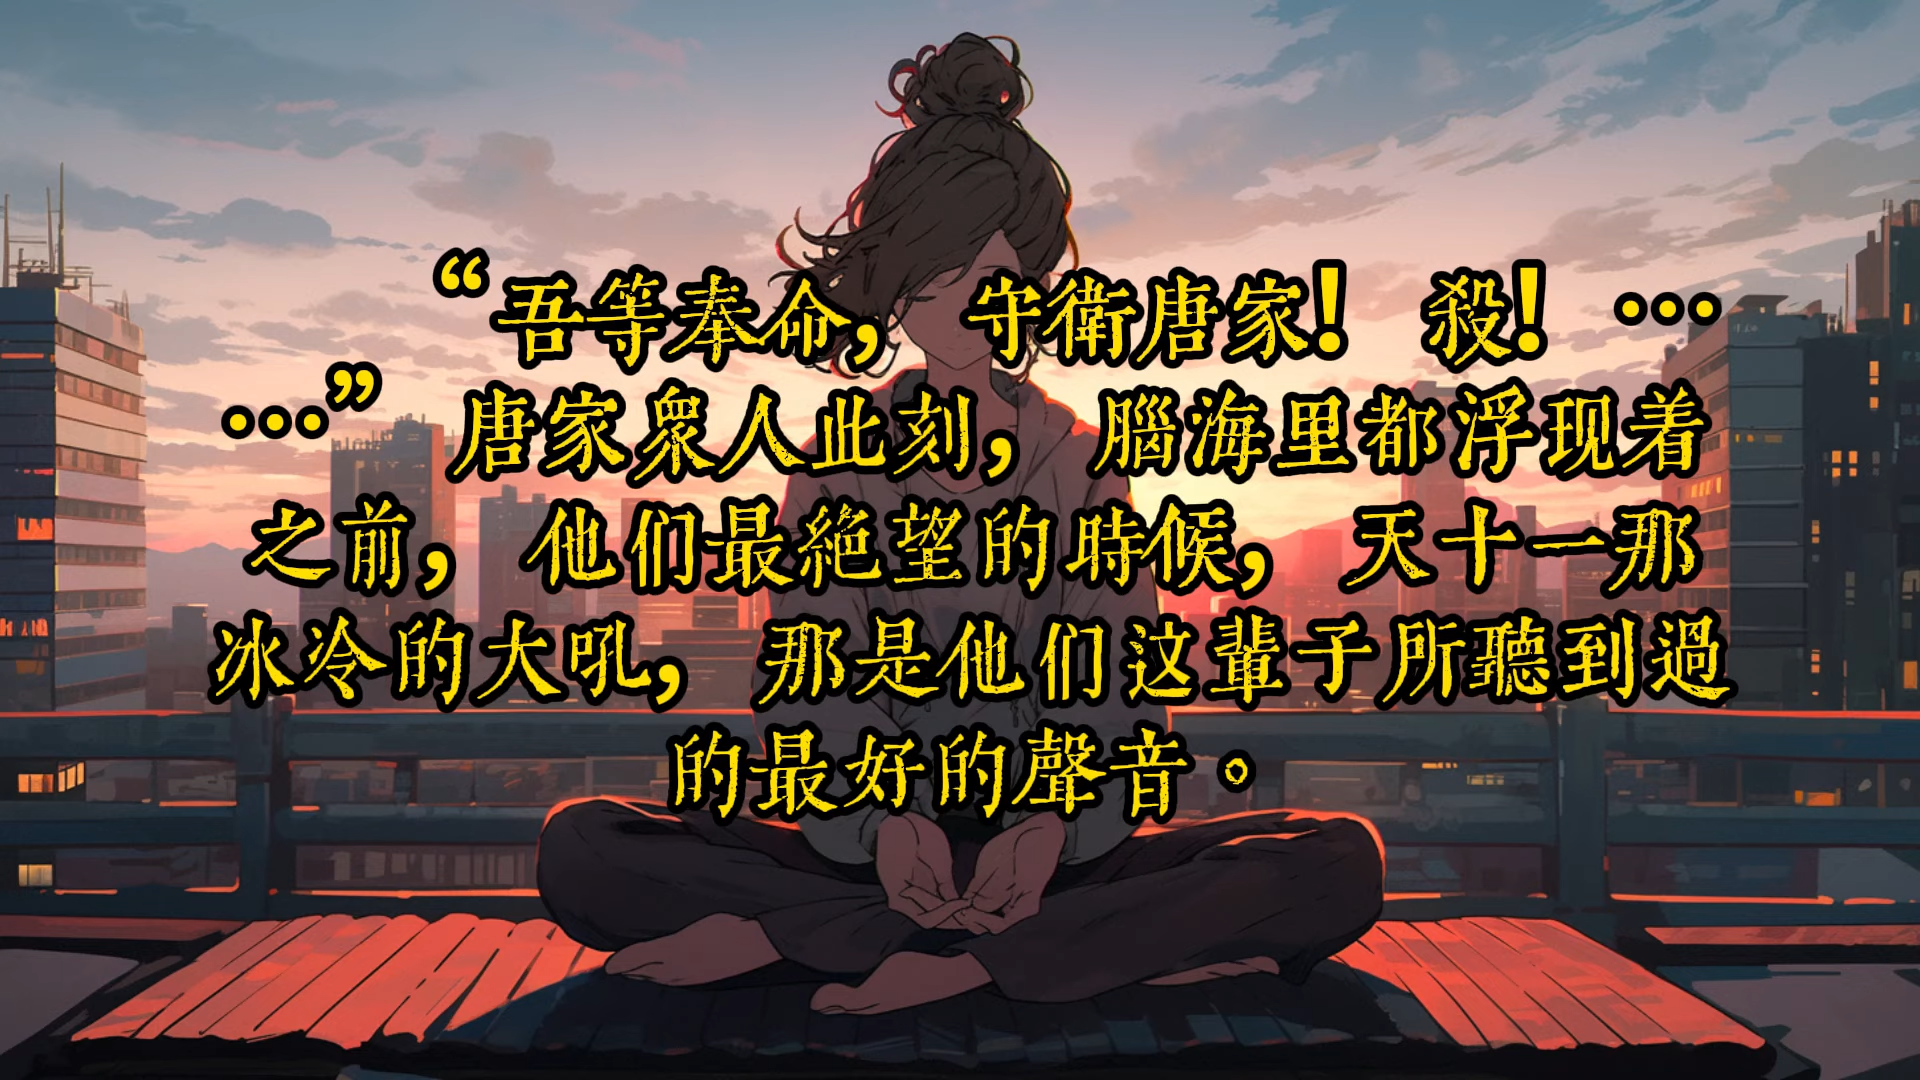 “吾等奉命，守衛唐家！殺！…
…”唐家衆人此刻，腦海里都浮现着
之前，他们最絶望的時候，天十一那
冰冷的大吼，那是他们这輩子所聽到過
的最好的聲音。